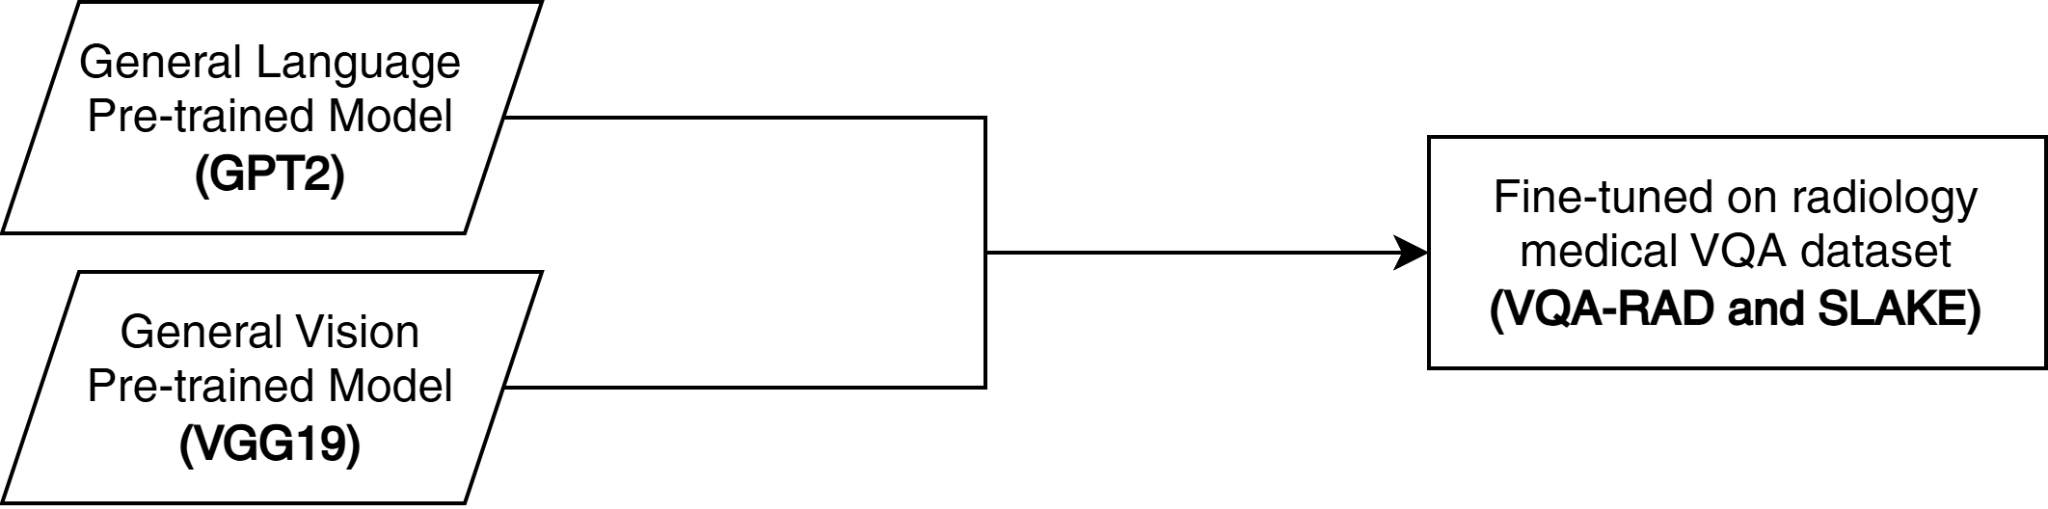 General Language
Pre-trained Model
(GPT2)
General Vision
Pre-trained Model
(VGG19)
Fine-tuned on radiology
medical VQA dataset
(VQA-RAD and SLAKE)